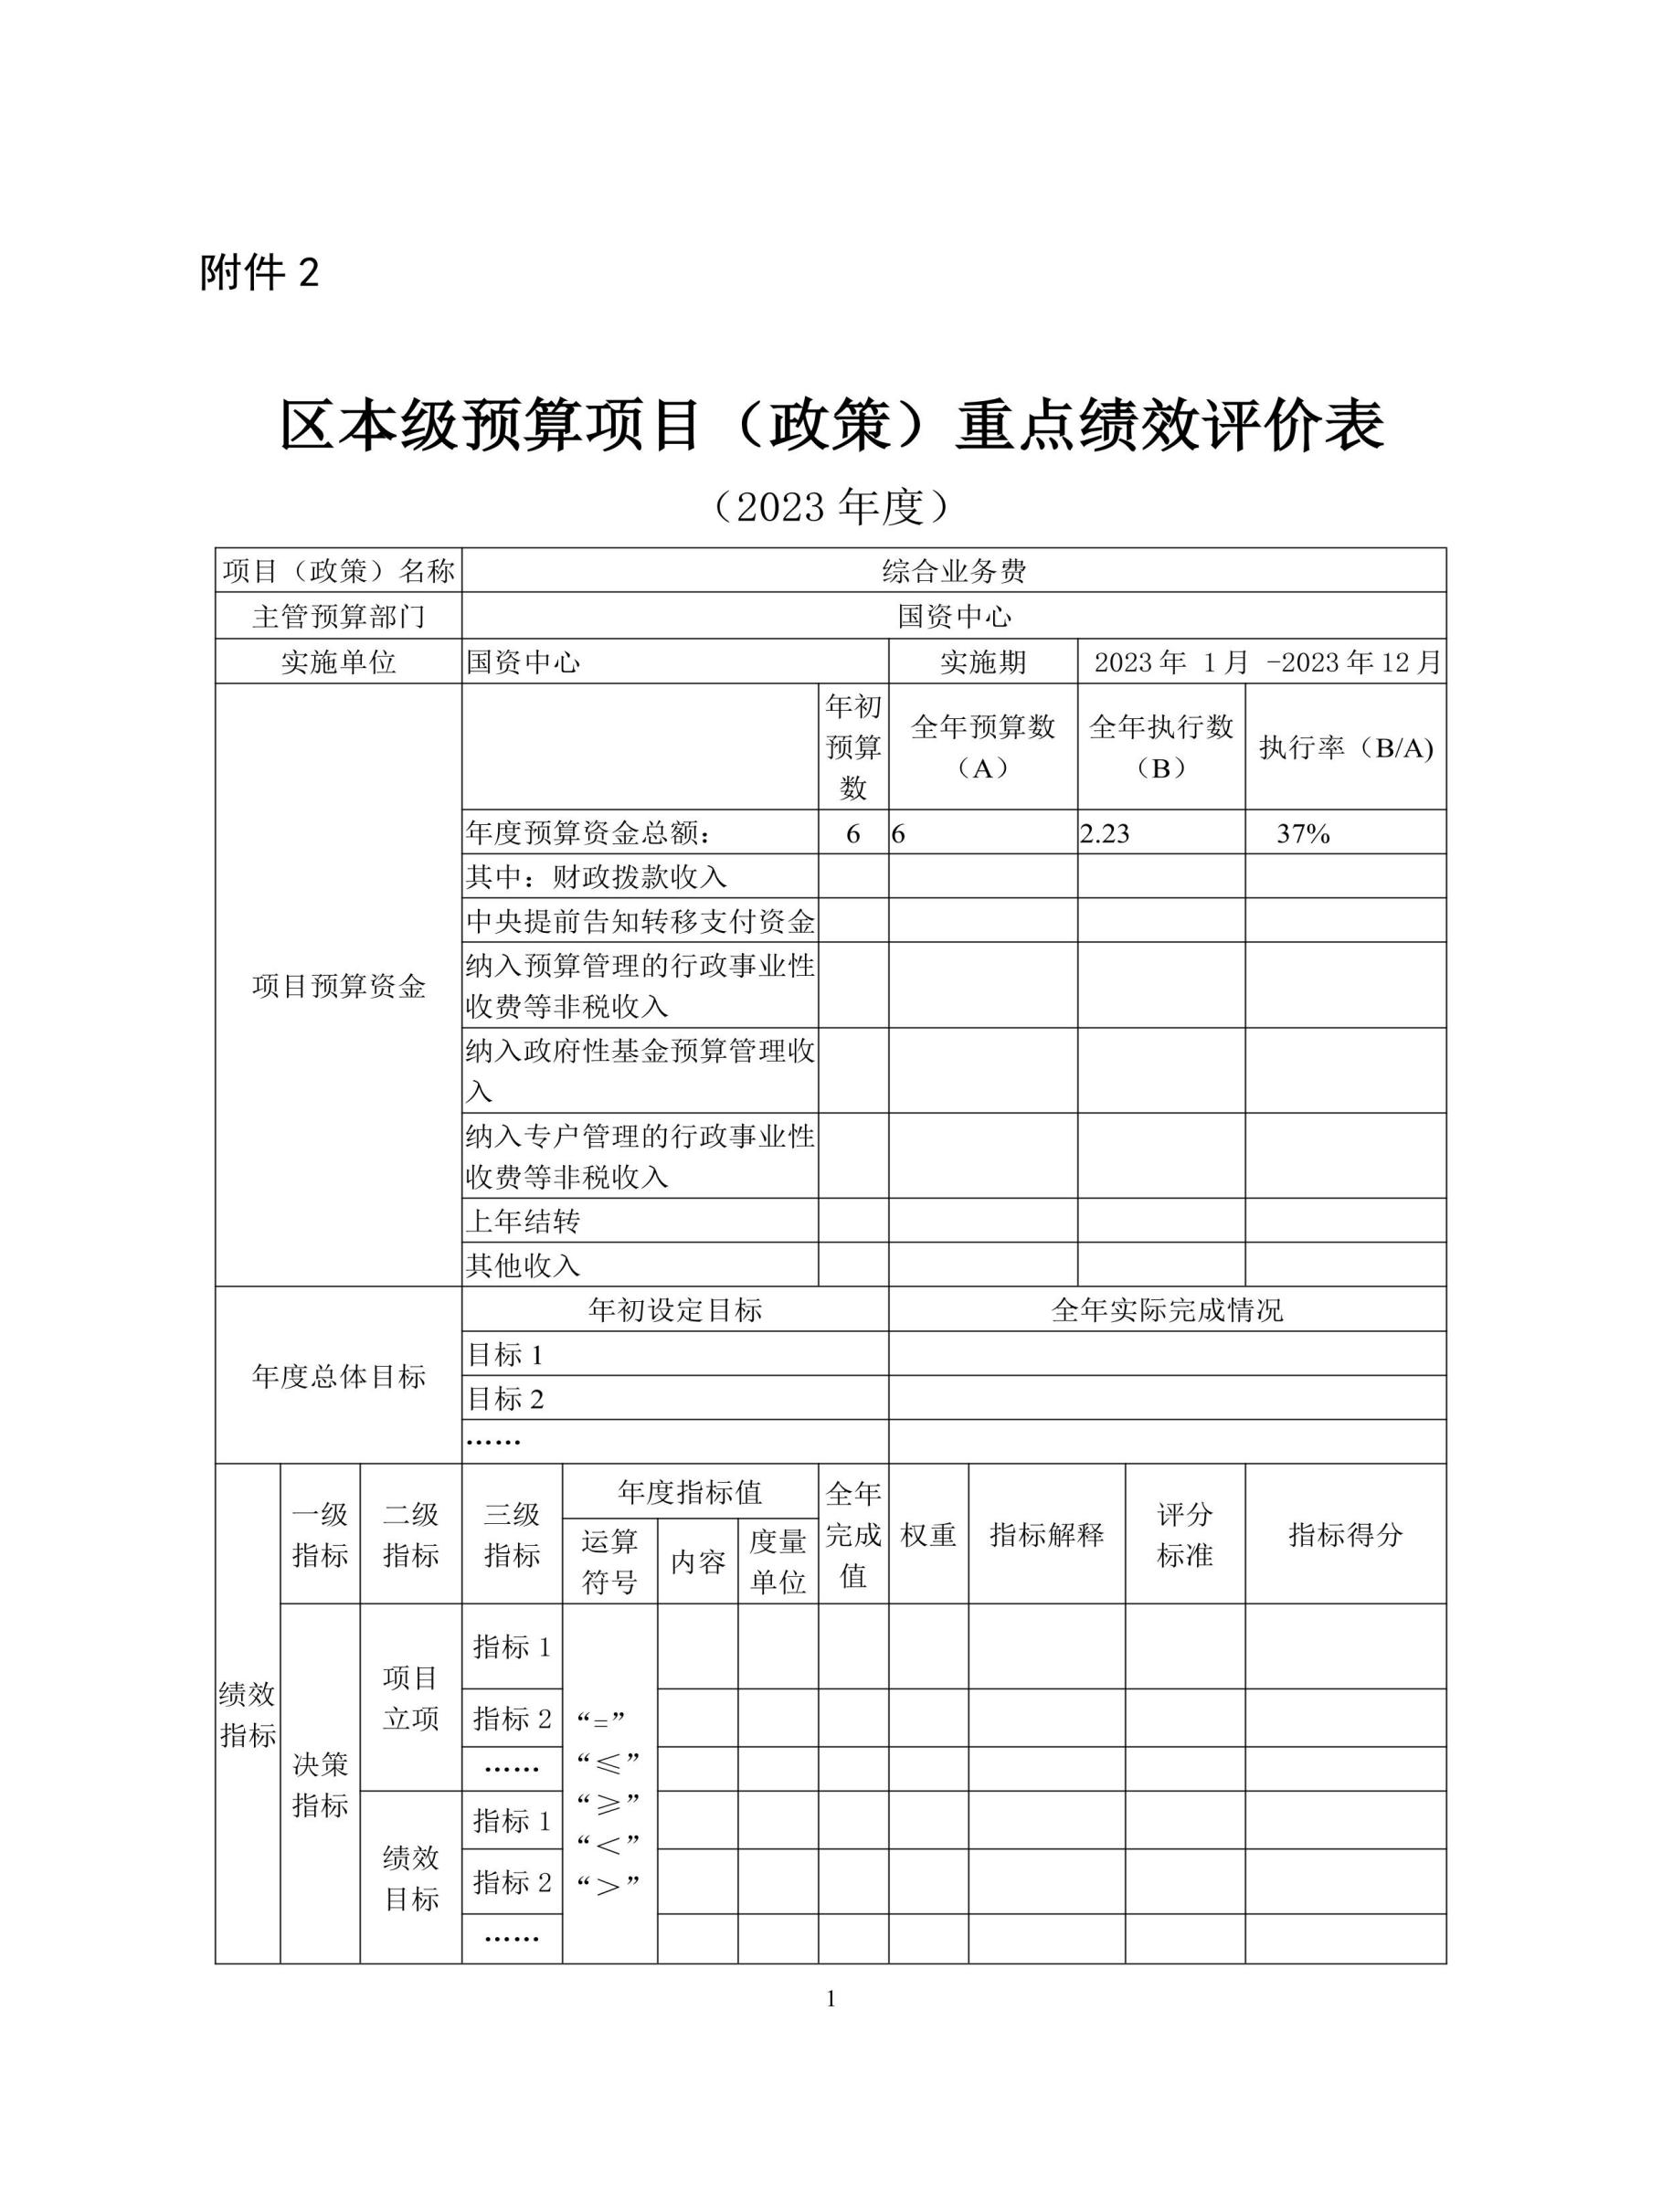 附件 2
区本级预算项目（政策）重点绩效评价表
（2023 年度）
项目（政策）名称 综合业务费
主管预算部门 国资中心
实施单位 国资中心 实施期 2023 年 1 月 -2023 年 12 月
项目预算资金
年初
预算
数
全年预算数
（A）
全年执行数
（B）
执行率（B/A)
年度预算资金总额： 6 6 2.23 37%
其中：财政拨款收入
中央提前告知转移支付资金
纳入预算管理的行政事业性
收费等非税收入
纳入政府性基金预算管理收
入
纳入专户管理的行政事业性
收费等非税收入
上年结转
其他收入
年度总体目标
年初设定目标 全年实际完成情况
目标 1
目标 2
……
绩效
指标
一级
指标
二级
指标
三级
指标
年度指标值
运算
符号
内容
度量
单位
全年
完成
值
权重
指标解释
评分
标准
指标得分
决策
指标
项目
立项
指标 1
指标 2
……
绩效
目标
指标 1
指标 2
……
“=”
“≤”
“≥”
“＜”
“＞”
1